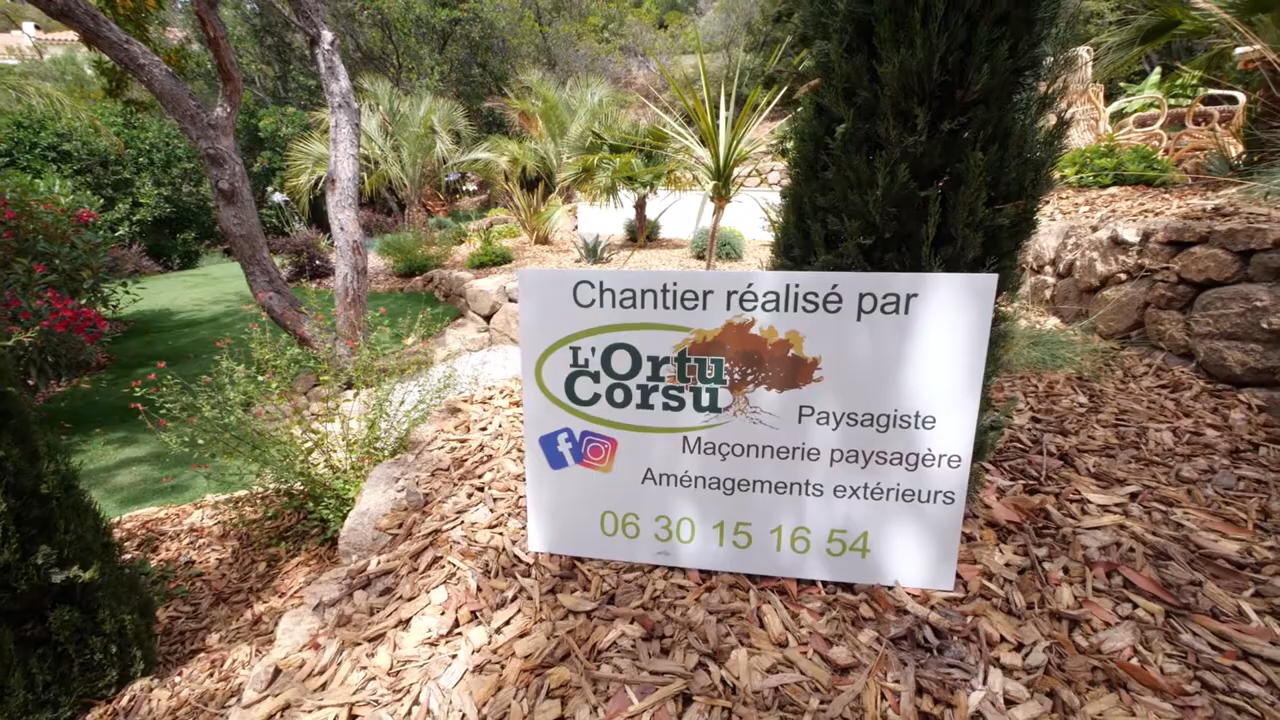 Chantier réalisé par
L'Ortu
Corsu
Paysagiste
Maçonnerie paysagère
Aménagements extérieurs
06 30 15 16 54